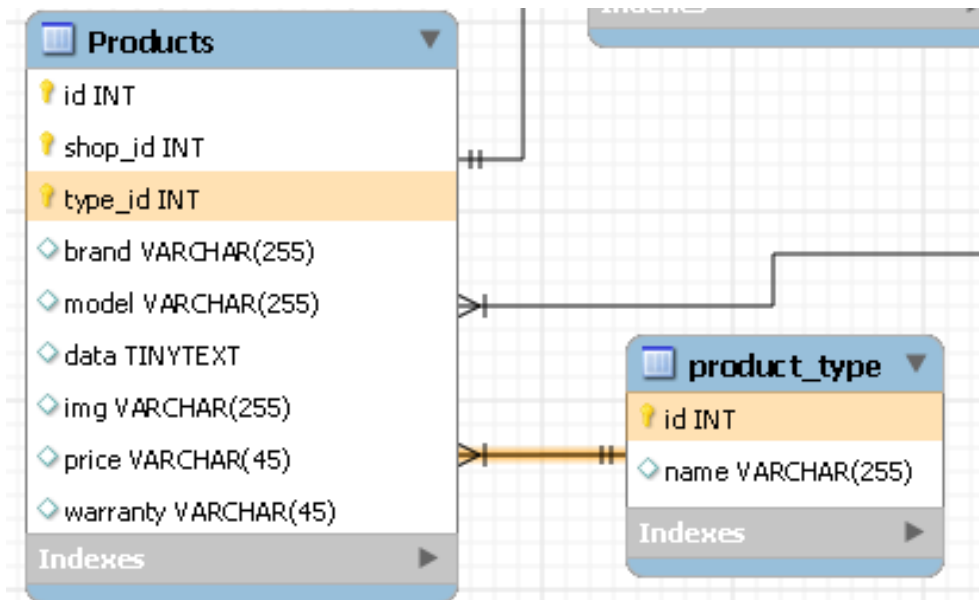 Indexes
Products
id INT
shop_id INT
type_id INT
brand VARCHAR(255)
model VARCHAR(255)
data TINYTEXT
img VARCHAR(255)
price VARCHAR(45)
warranty VARCHAR(45)
Indexes
product_type
id INT
name VARCHAR(255)
Indexes